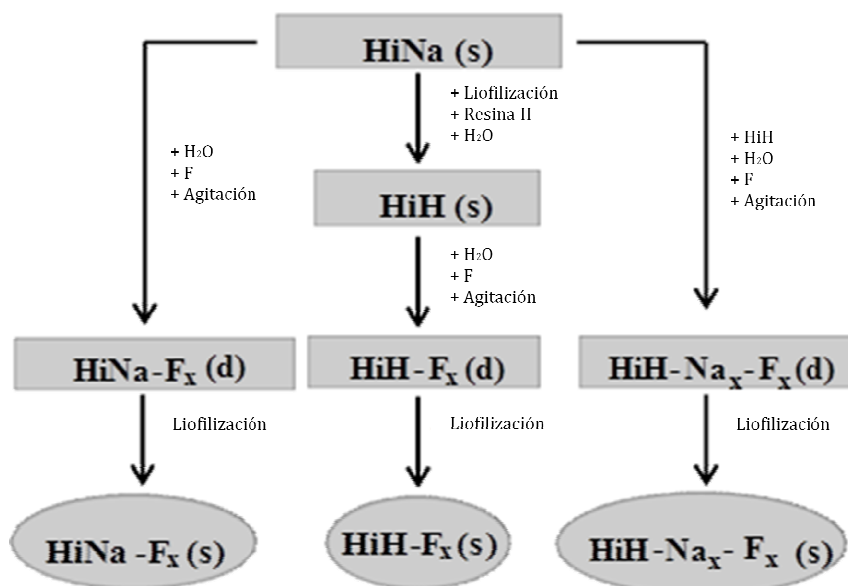 HiNa (s)
+ Liofilización
+ Resina H
+ H₂O
+ H₂O
+ F
+ Agitación
+ HiH
+ H₂O
+ F
+ Agitación
HiH (s)
+ H₂O
+ F
+ Agitación
HiNa-Fₓ (d)
HiH-Fₓ (d)
HiH-Naₓ-Fₓ (d)
Liofilización
Liofilización
Liofilización
HiNa -Fₓ (s)
HiH-Fₓ (s)
HiH-Naₓ- Fₓ (s)